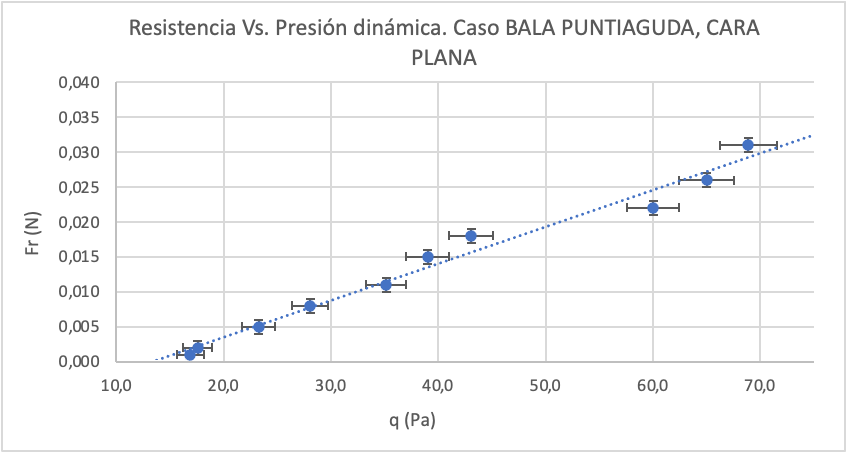 Resistencia Vs. Presión dinámica. Caso BALA PUNTIAGUDA, CARA
PLANA
0,040
0,035
0,030
0,025
0,020
0,015
0,010
0,005
0,000
Fr (N)
10,0 20,0 30,0 40,0 50,0 60,0 70,0
q (Pa)